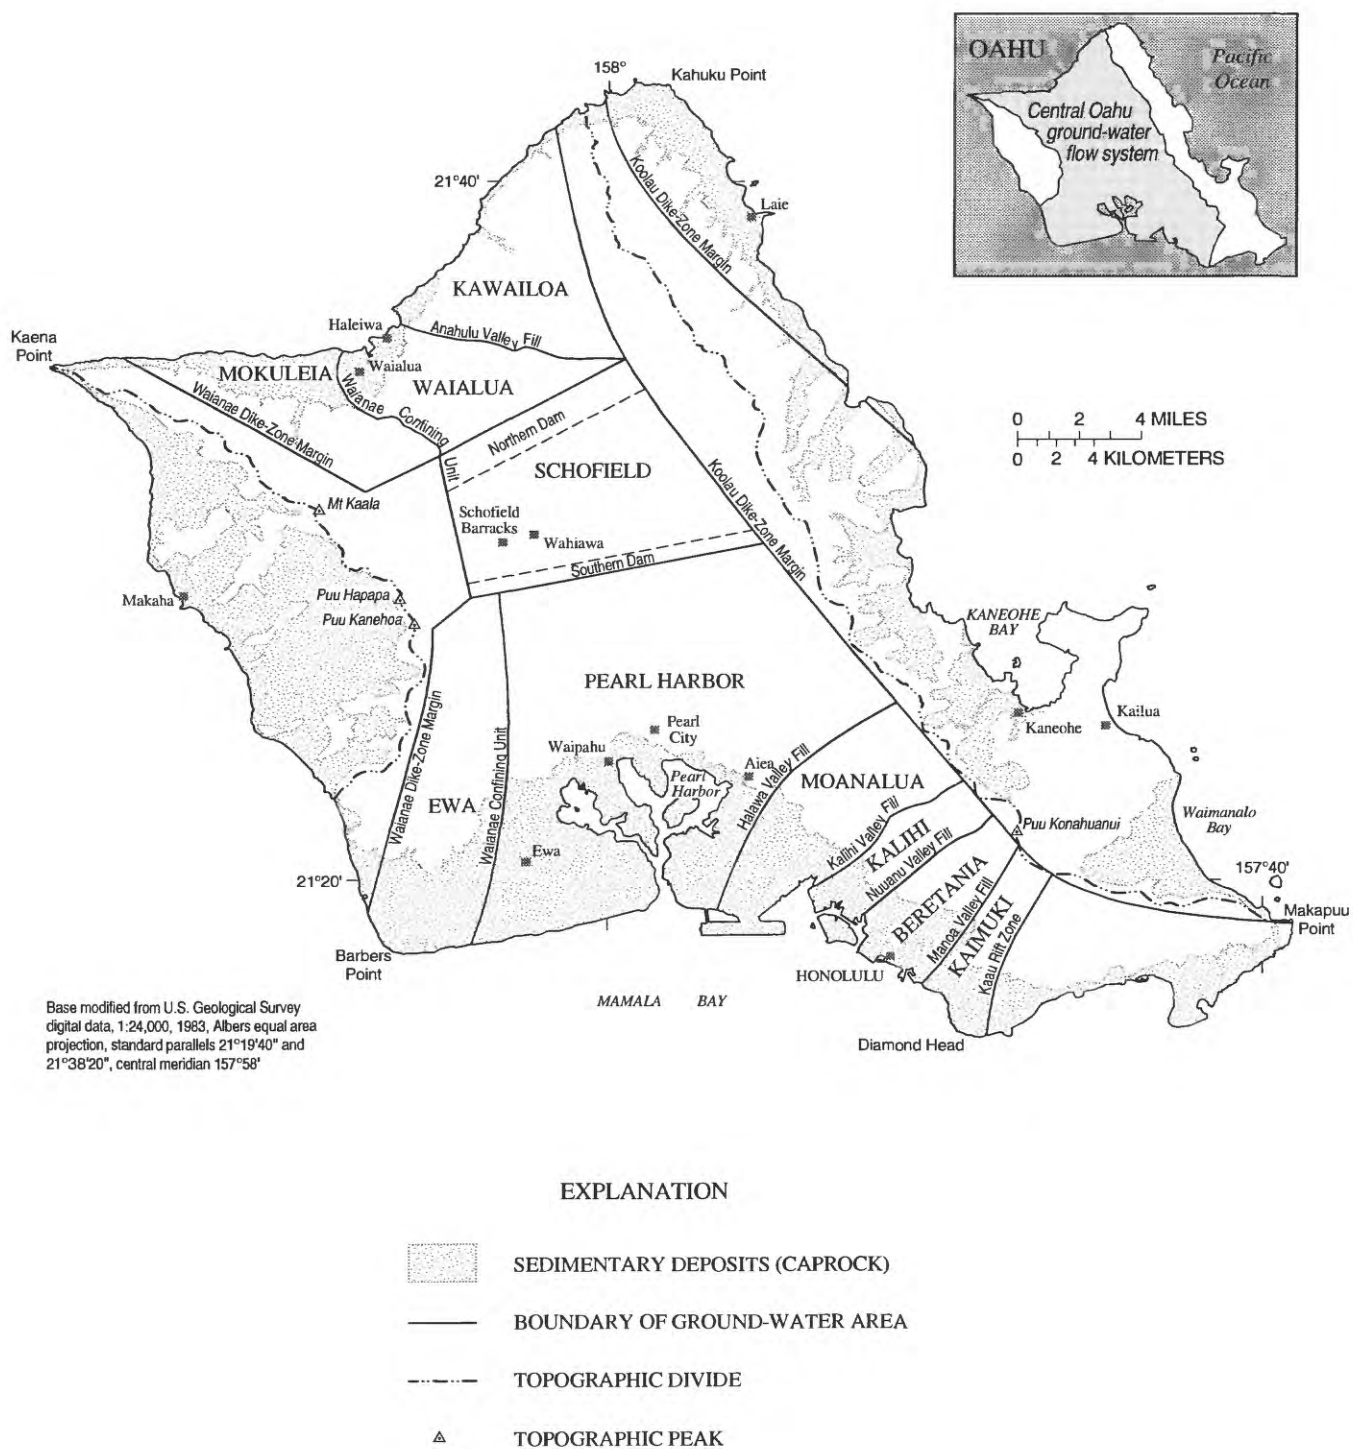 OAHU
Pacific
Ocean
Central Oahu
ground-water
flow system
158°
Kahuku Point
21°40'
Laie
Koolau Dike-Zone Margin
KAWAILOA
Haleiwa
Anahulu Valley Fill
Kaena
Point
MOKULEIA
Waialua
WAIALUA
Waianae Confining Unit
Waianae Dike-Zone Margin
Northern Dam
SCHOFIELD
Koolau Dike-Zone Margin
0 2 4 MILES
0 2 4 KILOMETERS
Mt Kaala
Schofield
Barracks
Wahiawa
Southern Dam
Makaha
Puu Hapapa
Puu Kanehoa
KANEOHE
BAY
PEARL HARBOR
Kaneohe
Kailua
Pearl
City
Waipahu
Aiea
Pearl
Harbor
Halawa Valley Fill
MOANALUA
Waianae Dike-Zone Margin
EWA
Waianae Confining Unit
Ewa
Kalihi Valley Fill
KALIHI
Nuuanu Valley Fill
Puu Konahuanui
Waimanalo
Bay
BERETANIA
Manoa Valley Fill
KAIMUKI
Kaau Rift Zone
21°20'
157°40'
Makapuu
Point
Barbers
Point
HONOLULU
MAMALA BAY
Diamond Head
Base modified from U.S. Geological Survey
digital data, 1:24,000, 1983, Albers equal area
projection, standard parallels 21°19'40" and
21°38'20", central meridian 157°58'
EXPLANATION
SEDIMENTARY DEPOSITS (CAPROCK)
BOUNDARY OF GROUND-WATER AREA
TOPOGRAPHIC DIVIDE
TOPOGRAPHIC PEAK